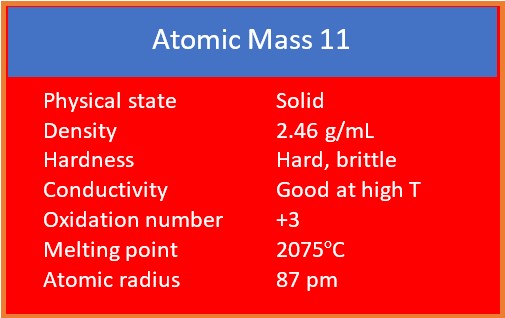 Atomic Mass 11
Physical state Solid
Density 2.46 g/mL
Hardness Hard, brittle
Conductivity Good at high T
Oxidation number +3
Melting point 2075°C
Atomic radius 87 pm